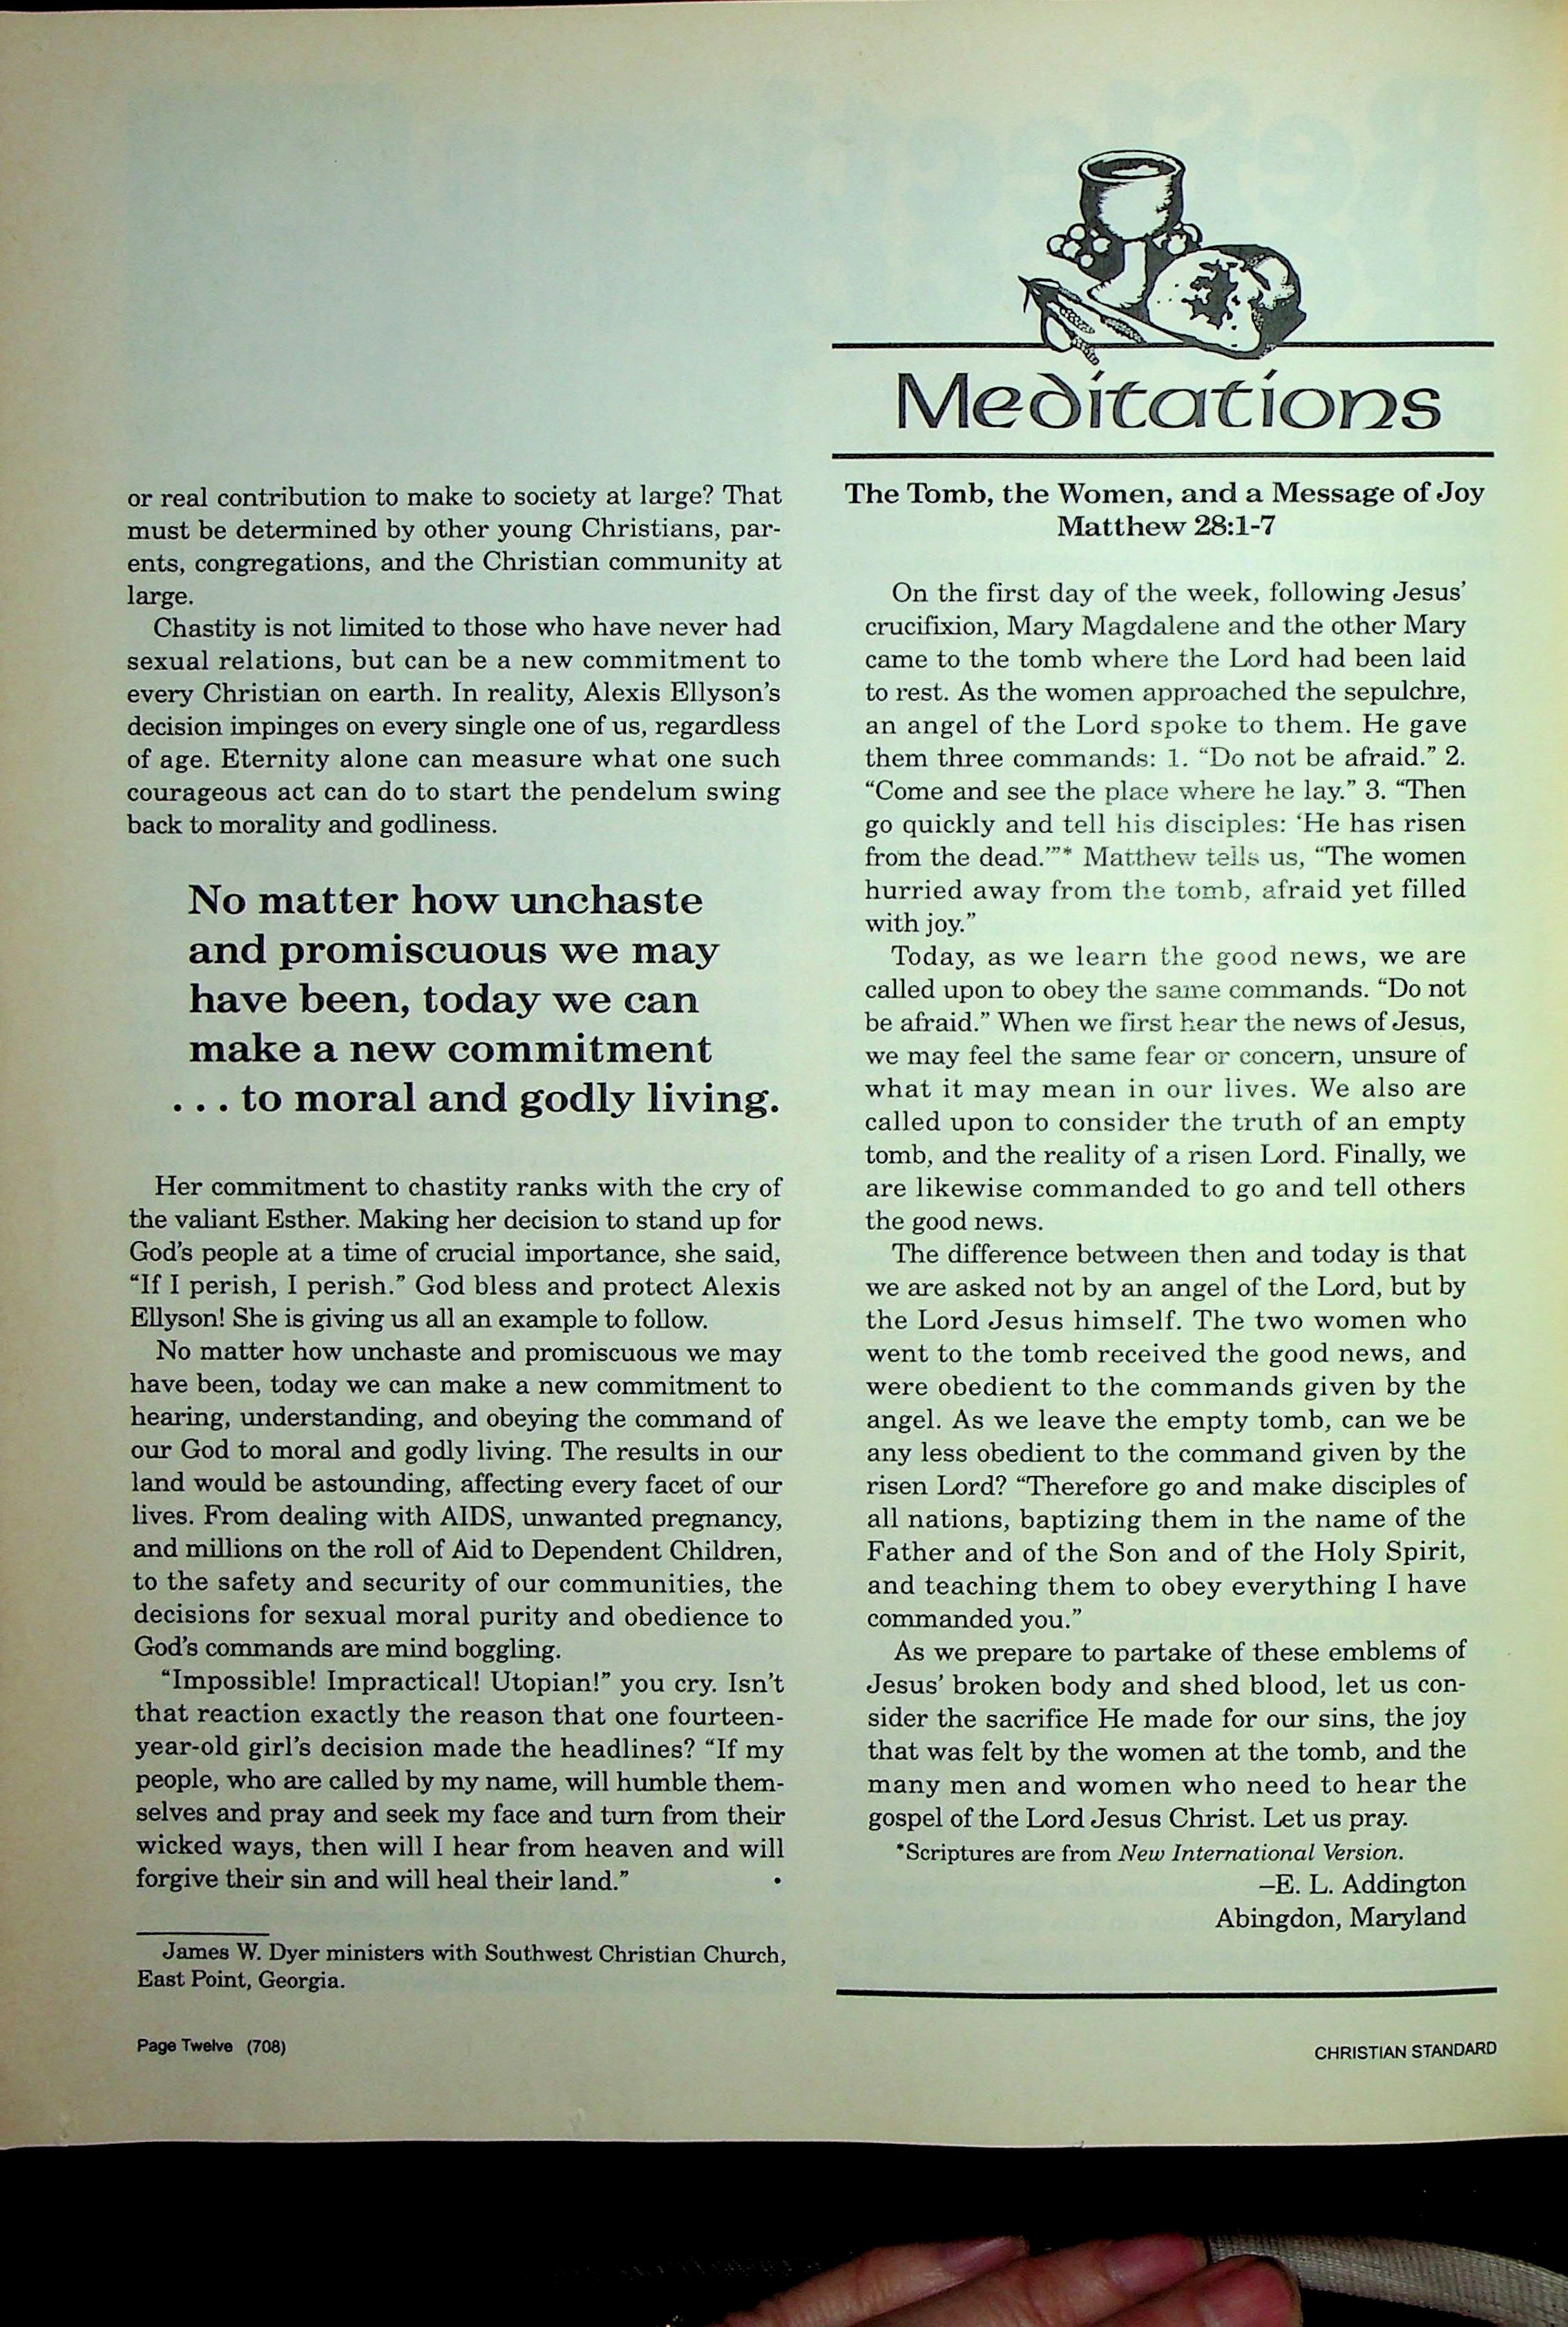 or real contribution to make to society at large? That
must be determined by other young Christians, par-
ents, congregations, and the Christian community at
large.
Chastity is not limited to those who have never had
sexual relations, but can be a new commitment to
every Christian on earth. In reality, Alexis Ellyson's
decision impinges on every single one of us, regardless
of age. Eternity alone can measure what one such
courageous act can do to start the pendelum swing
back to morality and godliness.
No matter how unchaste
and promiscuous we may
have been, today we can
make a new commitment
. . . to moral and godly living.
Her commitment to chastity ranks with the cry of
the valiant Esther. Making her decision to stand up for
God's people at a time of crucial importance, she said,
“If I perish, I perish.” God bless and protect Alexis
Ellyson! She is giving us all an example to follow.
No matter how unchaste and promiscuous we may
have been, today we can make a new commitment to
hearing, understanding, and obeying the command of
our God to moral and godly living. The results in our
land would be astounding, affecting every facet of our
lives. From dealing with AIDS, unwanted pregnancy,
and millions on the roll of Aid to Dependent Children,
to the safety and security of our communities, the
decisions for sexual moral purity and obedience to
God's commands are mind boggling.
“Impossible! Impractical! Utopian!” you cry. Isn't
that reaction exactly the reason that one fourteen-
year-old girl's decision made the headlines? “If my
people, who are called by my name, will humble them-
selves and pray and seek my face and turn from their
wicked ways, then will I hear from heaven and will
forgive their sin and will heal their land.” •
James W. Dyer ministers with Southwest Christian Church,
East Point, Georgia.
Page Twelve (708)
Meditations
The Tomb, the Women, and a Message of Joy
Matthew 28:1-7
On the first day of the week, following Jesus'
crucifixion, Mary Magdalene and the other Mary
came to the tomb where the Lord had been laid
to rest. As the women approached the sepulchre,
an angel of the Lord spoke to them. He gave
them three commands: 1. “Do not be afraid.” 2.
“Come and see the place where he lay.” 3. “Then
go quickly and tell his disciples: ‘He has risen
from the dead.’”* Matthew tells us, “The women
hurried away from the tomb, afraid yet filled
with joy.”
Today, as we learn the good news, we are
called upon to obey the same commands. “Do not
be afraid.” When we first hear the news of Jesus,
we may feel the same fear or concern, unsure of
what it may mean in our lives. We also are
called upon to consider the truth of an empty
tomb, and the reality of a risen Lord. Finally, we
are likewise commanded to go and tell others
the good news.
The difference between then and today is that
we are asked not by an angel of the Lord, but by
the Lord Jesus himself. The two women who
went to the tomb received the good news, and
were obedient to the commands given by the
angel. As we leave the empty tomb, can we be
any less obedient to the command given by the
risen Lord? “Therefore go and make disciples of
all nations, baptizing them in the name of the
Father and of the Son and of the Holy Spirit,
and teaching them to obey everything I have
commanded you.”
As we prepare to partake of these emblems of
Jesus' broken body and shed blood, let us con-
sider the sacrifice He made for our sins, the joy
that was felt by the women at the tomb, and the
many men and women who need to hear the
gospel of the Lord Jesus Christ. Let us pray.
*Scriptures are from New International Version.
–E. L. Addington
Abingdon, Maryland
CHRISTIAN STANDARD